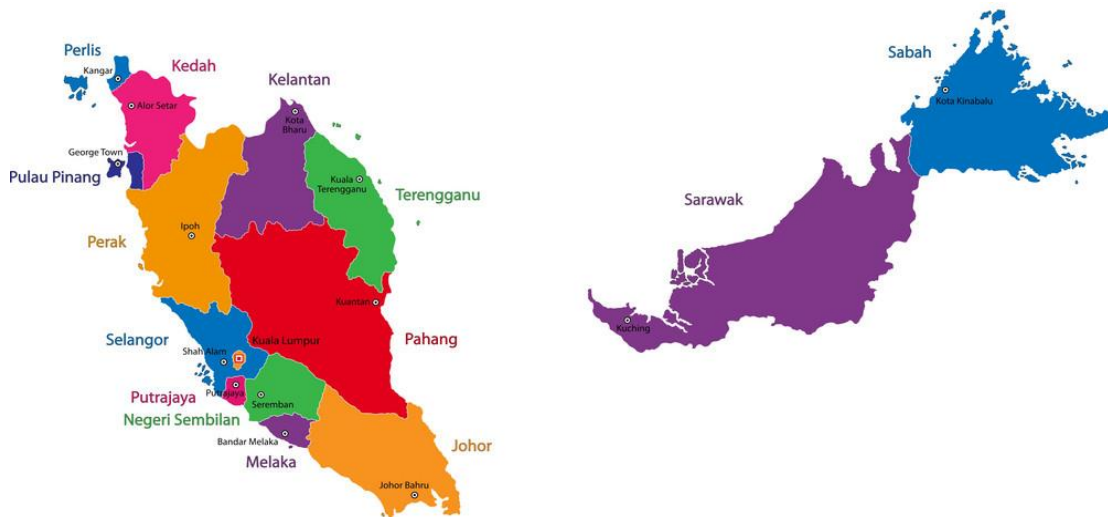 Perlis
Kangar
Kedah
Alor Setar
Kelantan
Kota
Bharu
George Town
Pulau Pinang
Kuala
Terengganu
Terengganu
Ipoh
Perak
Kuantan
Selangor
Kuala Lumpur
Pahang
Shah Alam
Putrajaya
Putrajaya
Negeri Sembilan
Seremban
Bandar Melaka
Melaka
Johor
Johor Bahru
Sabah
Kota Kinabalu
Sarawak
Kuching